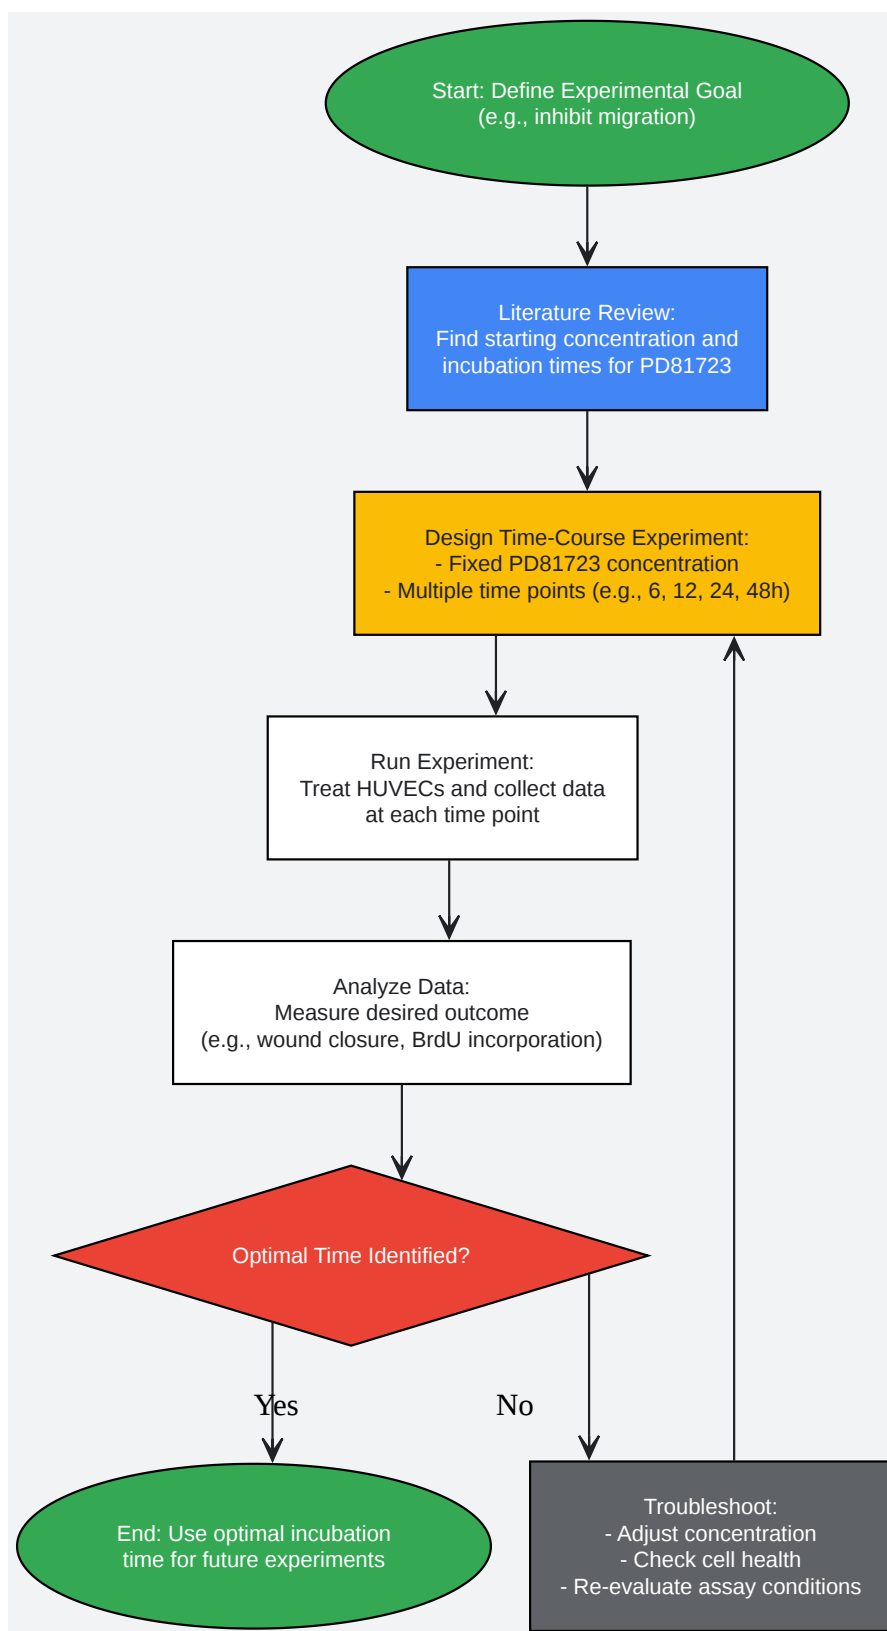 Start: Define Experimental Goal
(e.g., inhibit migration)
Literature Review:
Find starting concentration and
incubation times for PD81723
Design Time-Course Experiment:
- Fixed PD81723 concentration
- Multiple time points (e.g., 6, 12, 24, 48h)
Run Experiment:
Treat HUVECs and collect data
at each time point
Analyze Data:
Measure desired outcome
(e.g., wound closure, BrdU incorporation)
Optimal Time Identified?
Yes
No
End: Use optimal incubation
time for future experiments
Troubleshoot:
- Adjust concentration
- Check cell health
- Re-evaluate assay conditions